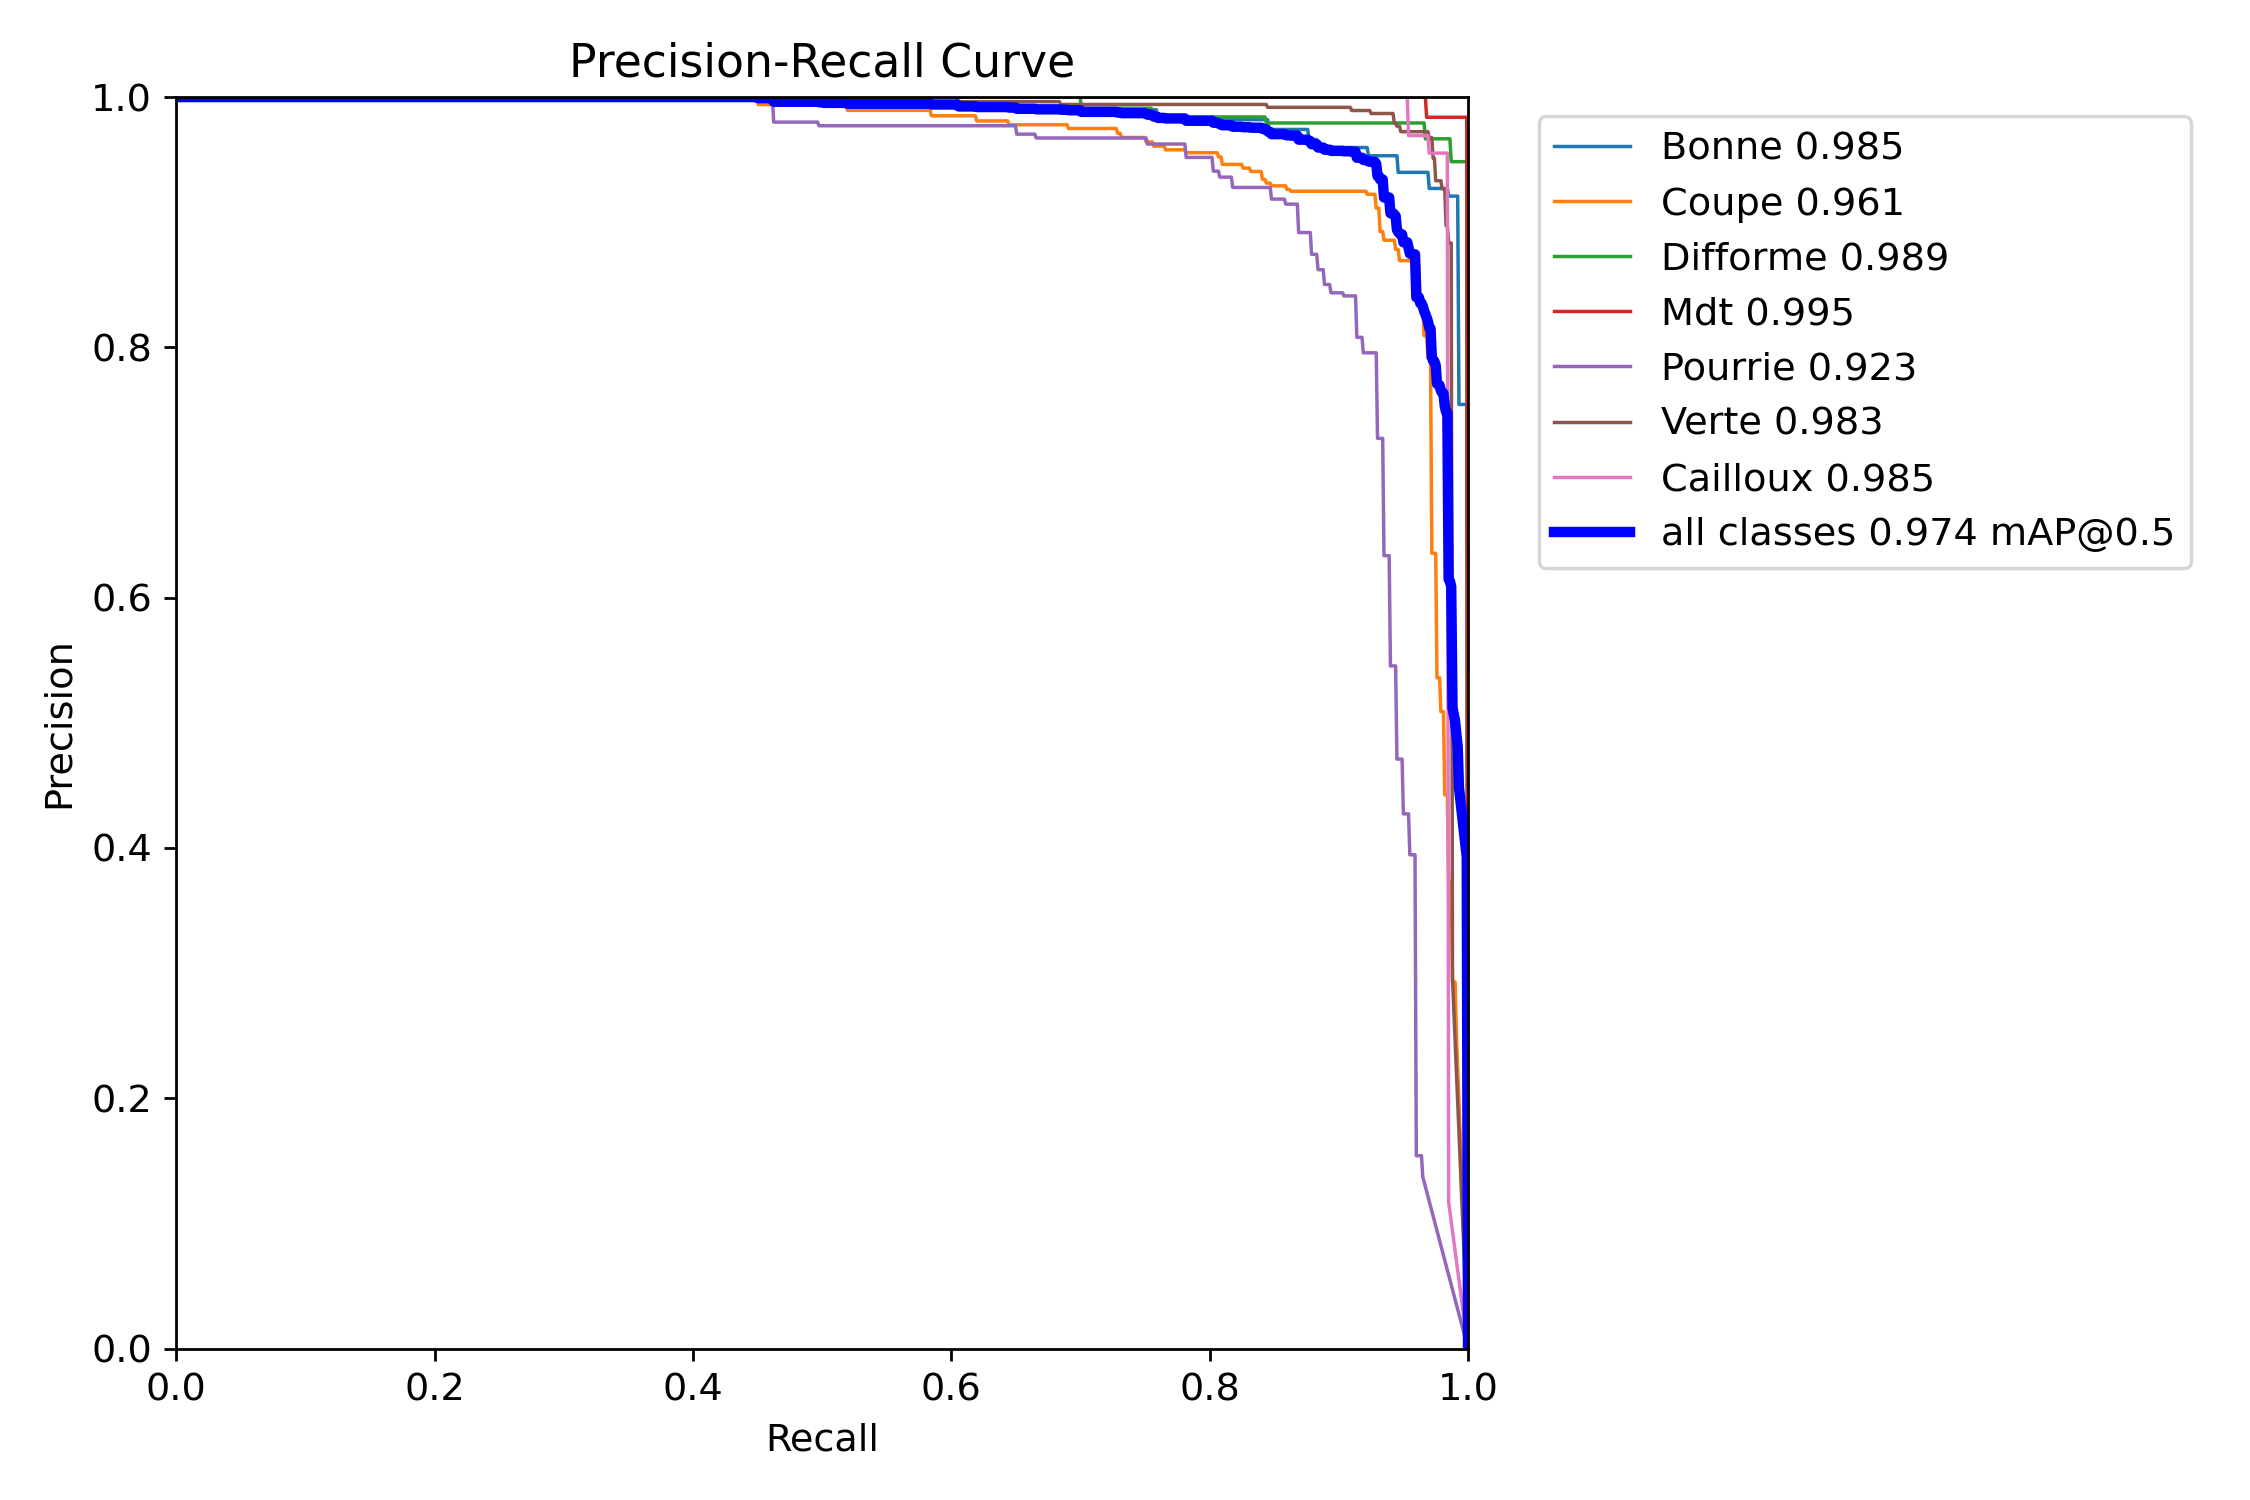 Precision-Recall Curve
1.0
0.8
0.6
0.4
0.2
0.0
Precision
0.0 0.2 0.4 0.6 0.8 1.0
Recall
Bonne 0.985
Coupe 0.961
Difforme 0.989
Mdt 0.995
Pourrie 0.923
Verte 0.983
Cailloux 0.985
all classes 0.974 mAP@0.5